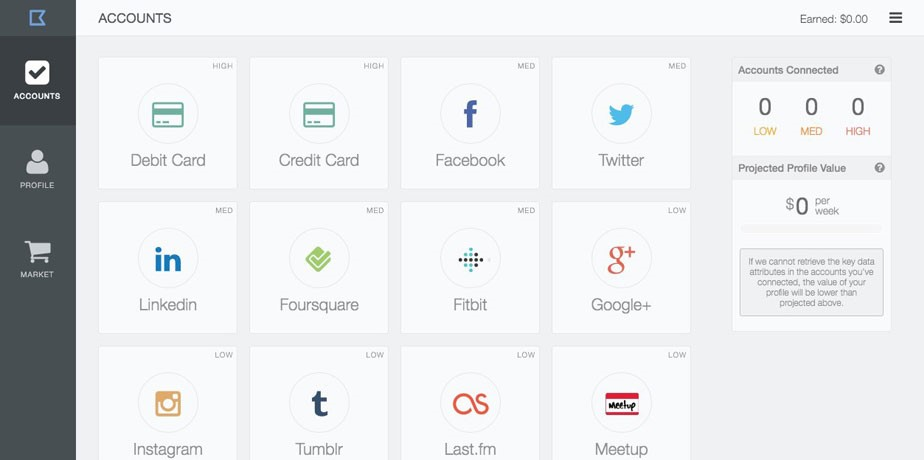 ACCOUNTS
Earned: $0.00
ACCOUNTS
PROFILE
MARKET
HIGH
Debit Card
HIGH
Credit Card
MED
Facebook
MED
Twitter
MED
Linkedin
MED
Foursquare
MED
Fitbit
LOW
Google+
LOW
Instagram
LOW
Tumblr
LOW
Last.fm
LOW
Meetup
Meetup
Accounts Connected
0 0 0
LOW MED HIGH
Projected Profile Value
$0 per
week
If we cannot retrieve the key data
attributes in the accounts you've
connected, the value of your
profile will be lower than
projected above.